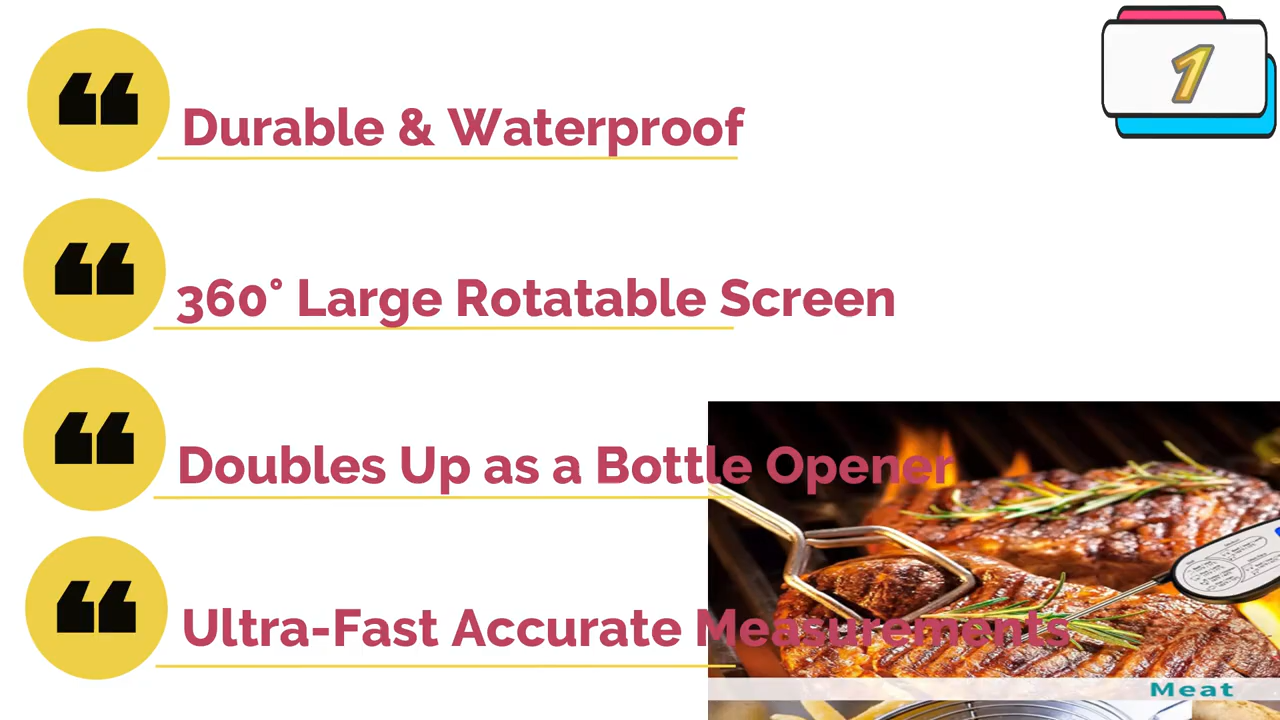 1
Durable & Waterproof
360° Large Rotatable Screen
Doubles Up as a Bottle Opener
Ultra-Fast Accurate Measurements
Meat